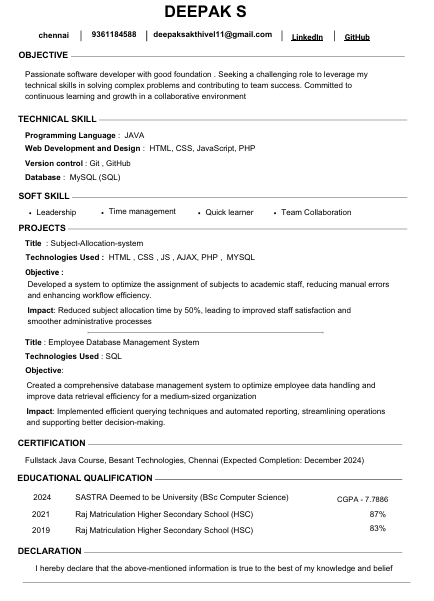 DEEPAK S
chennai | 9361184588 | deepaksakthivel11@gmail.com | LinkedIn | GitHub
OBJECTIVE
Passionate software developer with good foundation . Seeking a challenging role to leverage my
technical skills in solving complex problems and contributing to team success. Committed to
continuous learning and growth in a collaborative environment
TECHNICAL SKILL
Programming Language : JAVA
Web Development and Design : HTML, CSS, JavaScript, PHP
Version control : Git , GitHub
Database : MySQL (SQL)
SOFT SKILL
• Leadership • Time management • Quick learner • Team Collaboration
PROJECTS
Title : Subject-Allocation-system
Technologies Used : HTML , CSS , JS , AJAX, PHP , MYSQL
Objective :
Developed a system to optimize the assignment of subjects to academic staff, reducing manual errors
and enhancing workflow efficiency.
Impact: Reduced subject allocation time by 50%, leading to improved staff satisfaction and
smoother administrative processes
Title : Employee Database Management System
Technologies Used : SQL
Objective:
Created a comprehensive database management system to optimize employee data handling and
improve data retrieval efficiency for a medium-sized organization
Impact: Implemented efficient querying techniques and automated reporting, streamlining operations
and supporting better decision-making.
CERTIFICATION
Fullstack Java Course, Besant Technologies, Chennai (Expected Completion: December 2024)
EDUCATIONAL QUALIFICATION
2024 SASTRA Deemed to be University (BSc Computer Science) CGPA - 7.7886
2021 Raj Matriculation Higher Secondary School (HSC) 87%
2019 Raj Matriculation Higher Secondary School (HSC) 83%
DECLARATION
I hereby declare that the above-mentioned information is true to the best of my knowledge and belief